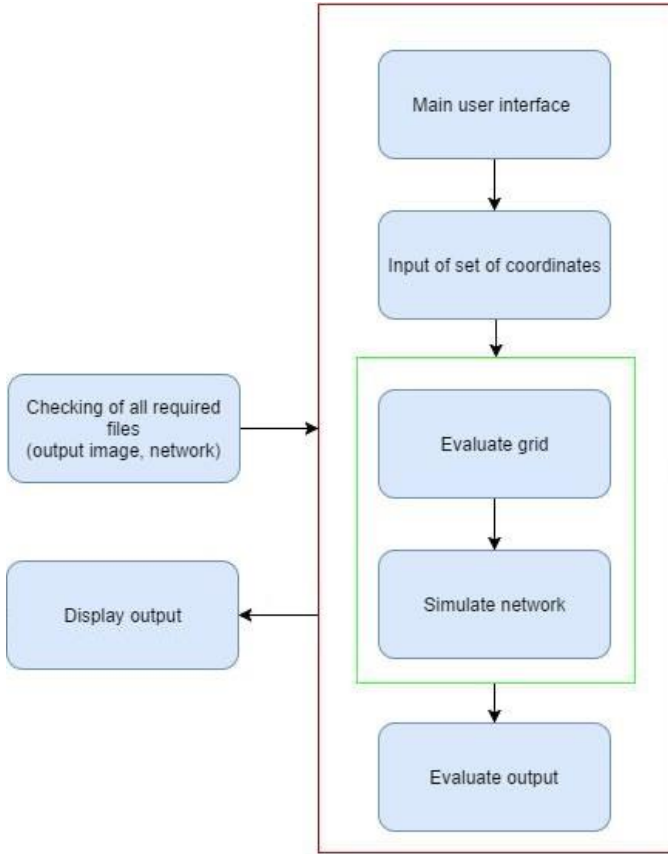 Main user interface
Input of set of coordinates
Checking of all required
files
(output image, network)
Evaluate grid
Display output
Simulate network
Evaluate output